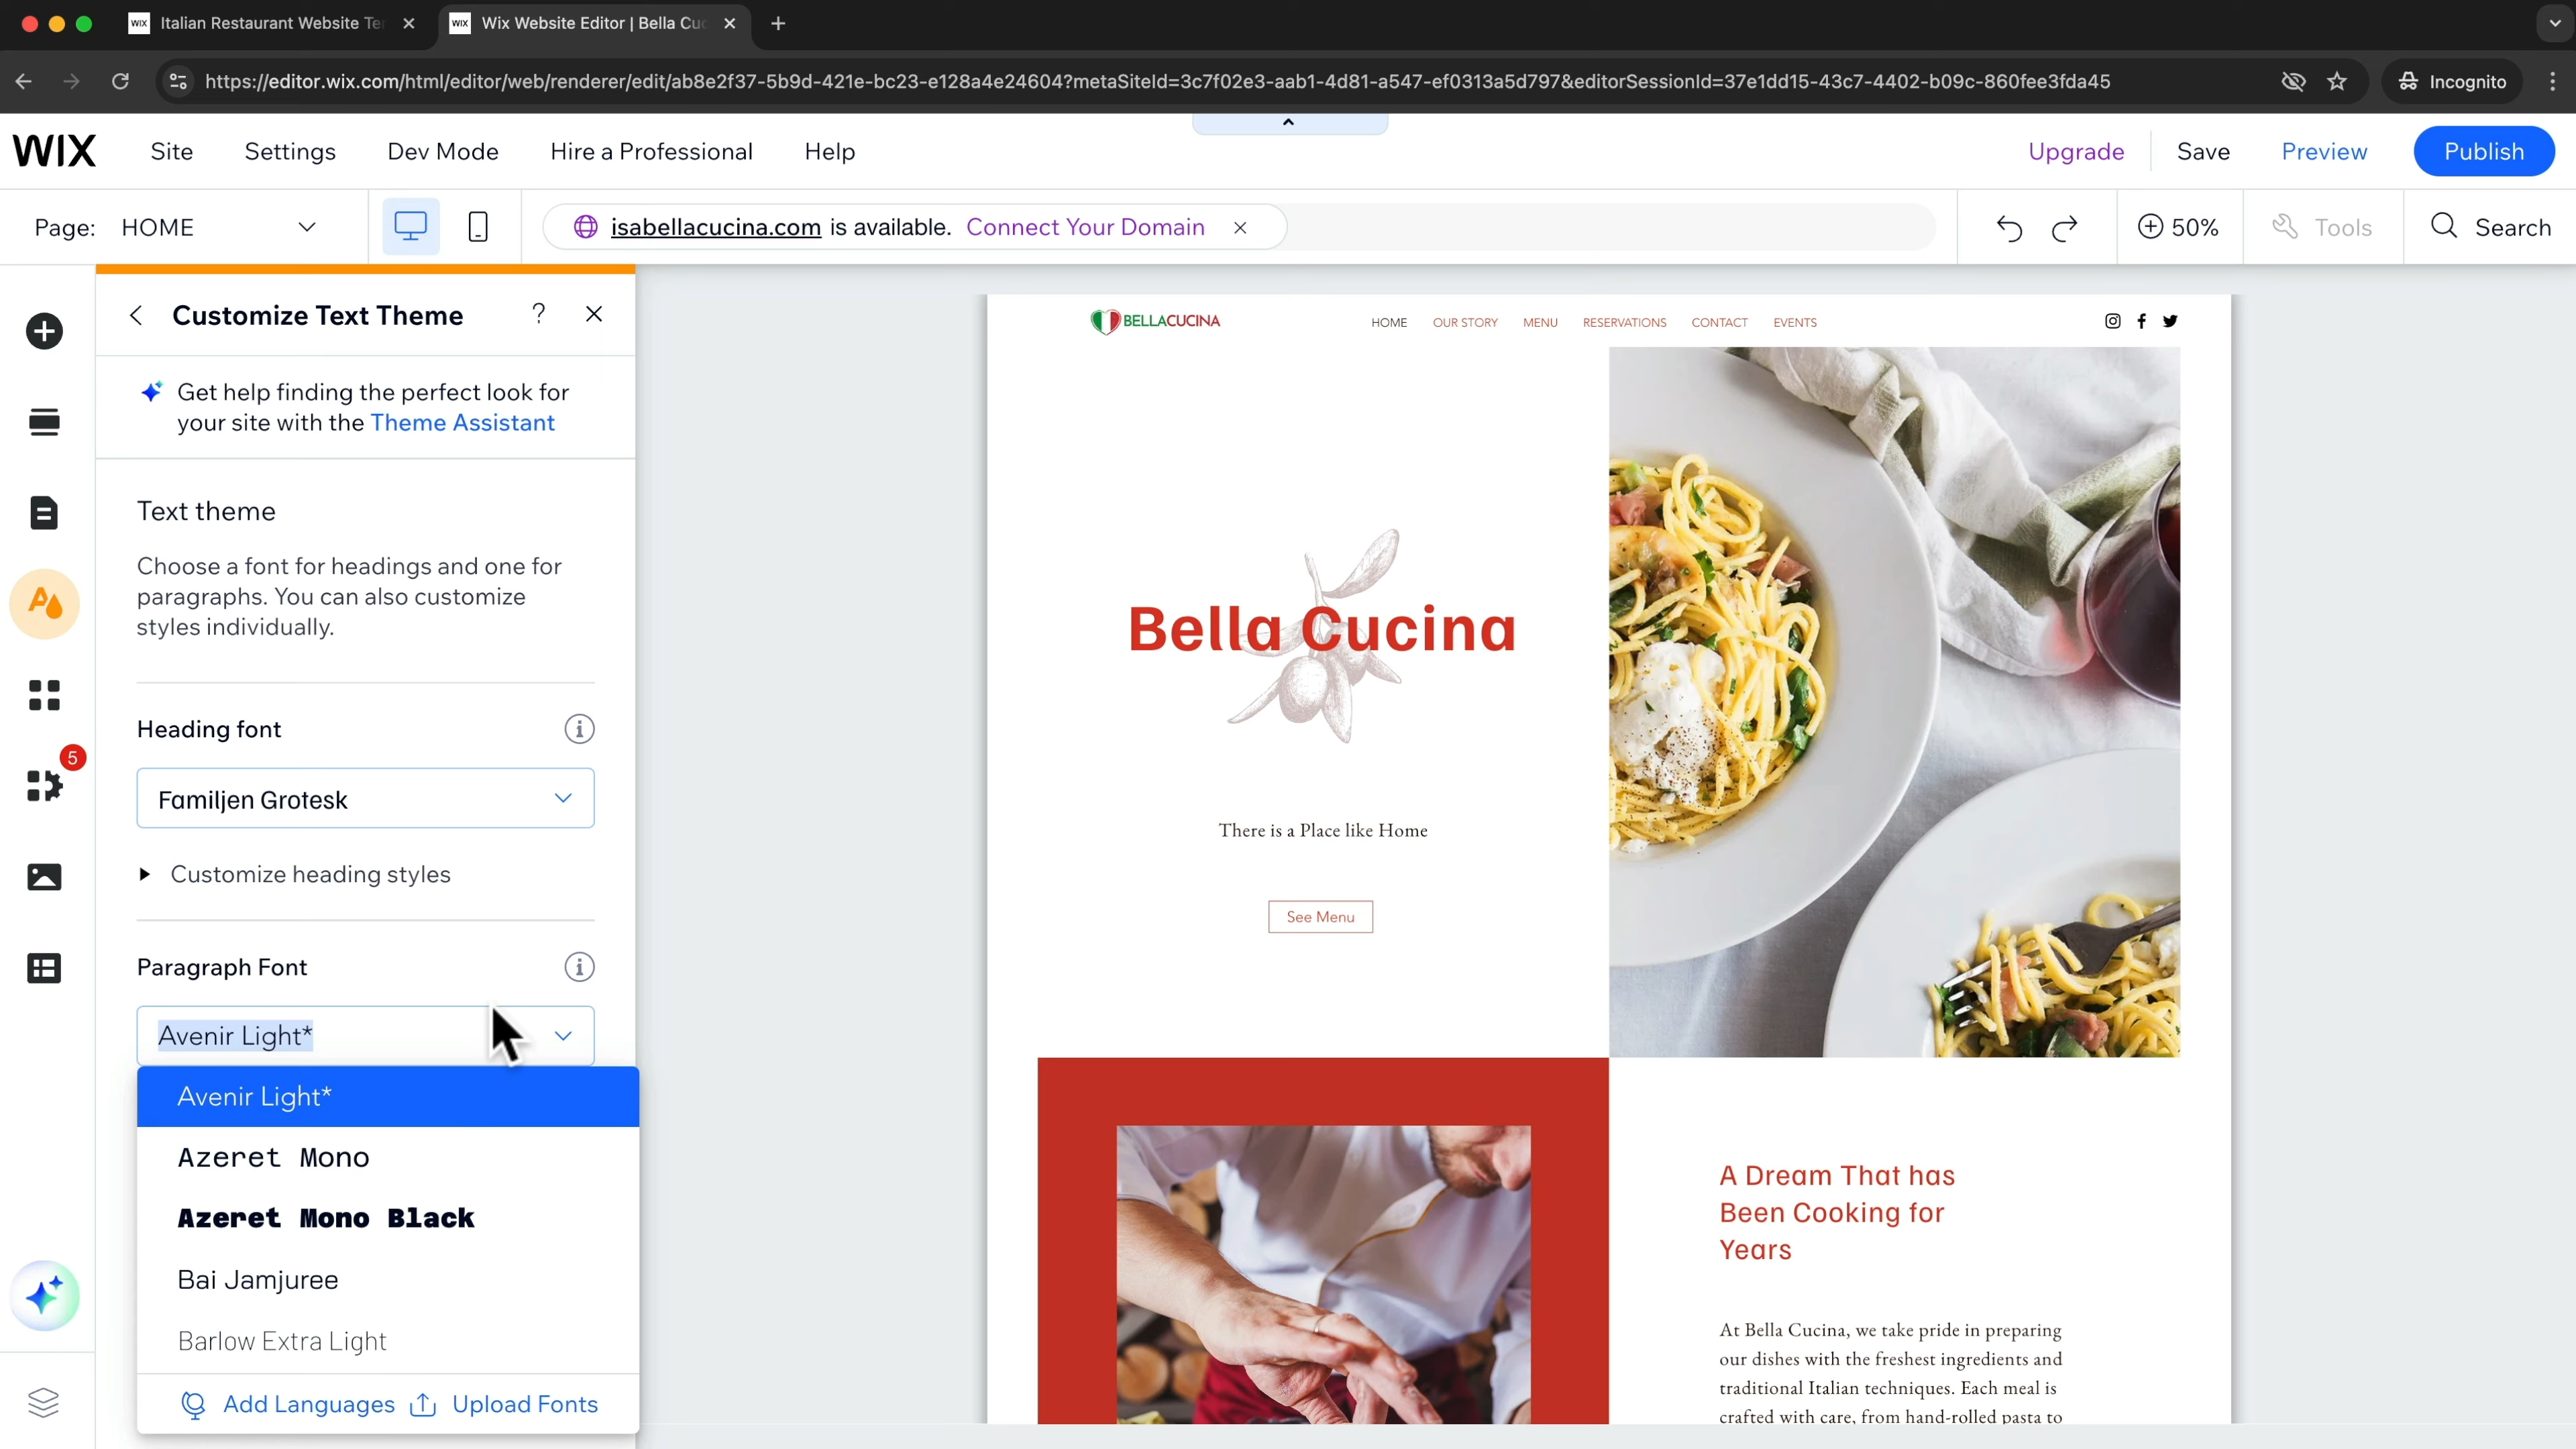 WIX Italian Restaurant Website Te
WIX Wix Website Editor | Bella Cu
https://editor.wix.com/html/editor/web/renderer/edit/ab8e2f37-5b9d-421e-bc23-e128a4e24604?metaSiteId=3c7f02e3-aab1-4d81-a547-ef0313a5d797&editorSessionId=37e1dd15-43c7-4402-b09c-860fee3fda45
Incognito
WIX Site Settings Dev Mode Hire a Professional Help Upgrade Save Preview Publish
Page: HOME isabellacucina.com is available. Connect Your Domain 50% Tools Search
Customize Text Theme ?
Get help finding the perfect look for
your site with the Theme Assistant
Text theme
Choose a font for headings and one for
paragraphs. You can also customize
styles individually.
Heading font
Familjen Grotesk
Customize heading styles
Paragraph Font
Avenir Light*
Avenir Light*
Azeret Mono
Azeret Mono Black
Bai Jamjuree
Barlow Extra Light
Add Languages Upload Fonts
5
BELLACUCINA HOME OUR STORY MENU RESERVATIONS CONTACT EVENTS
Bella Cucina
There is a Place like Home
See Menu
A Dream That has
Been Cooking for
Years
At Bella Cucina, we take pride in preparing
our dishes with the freshest ingredients and
traditional Italian techniques. Each meal is
crafted with care, from hand-rolled pasta to